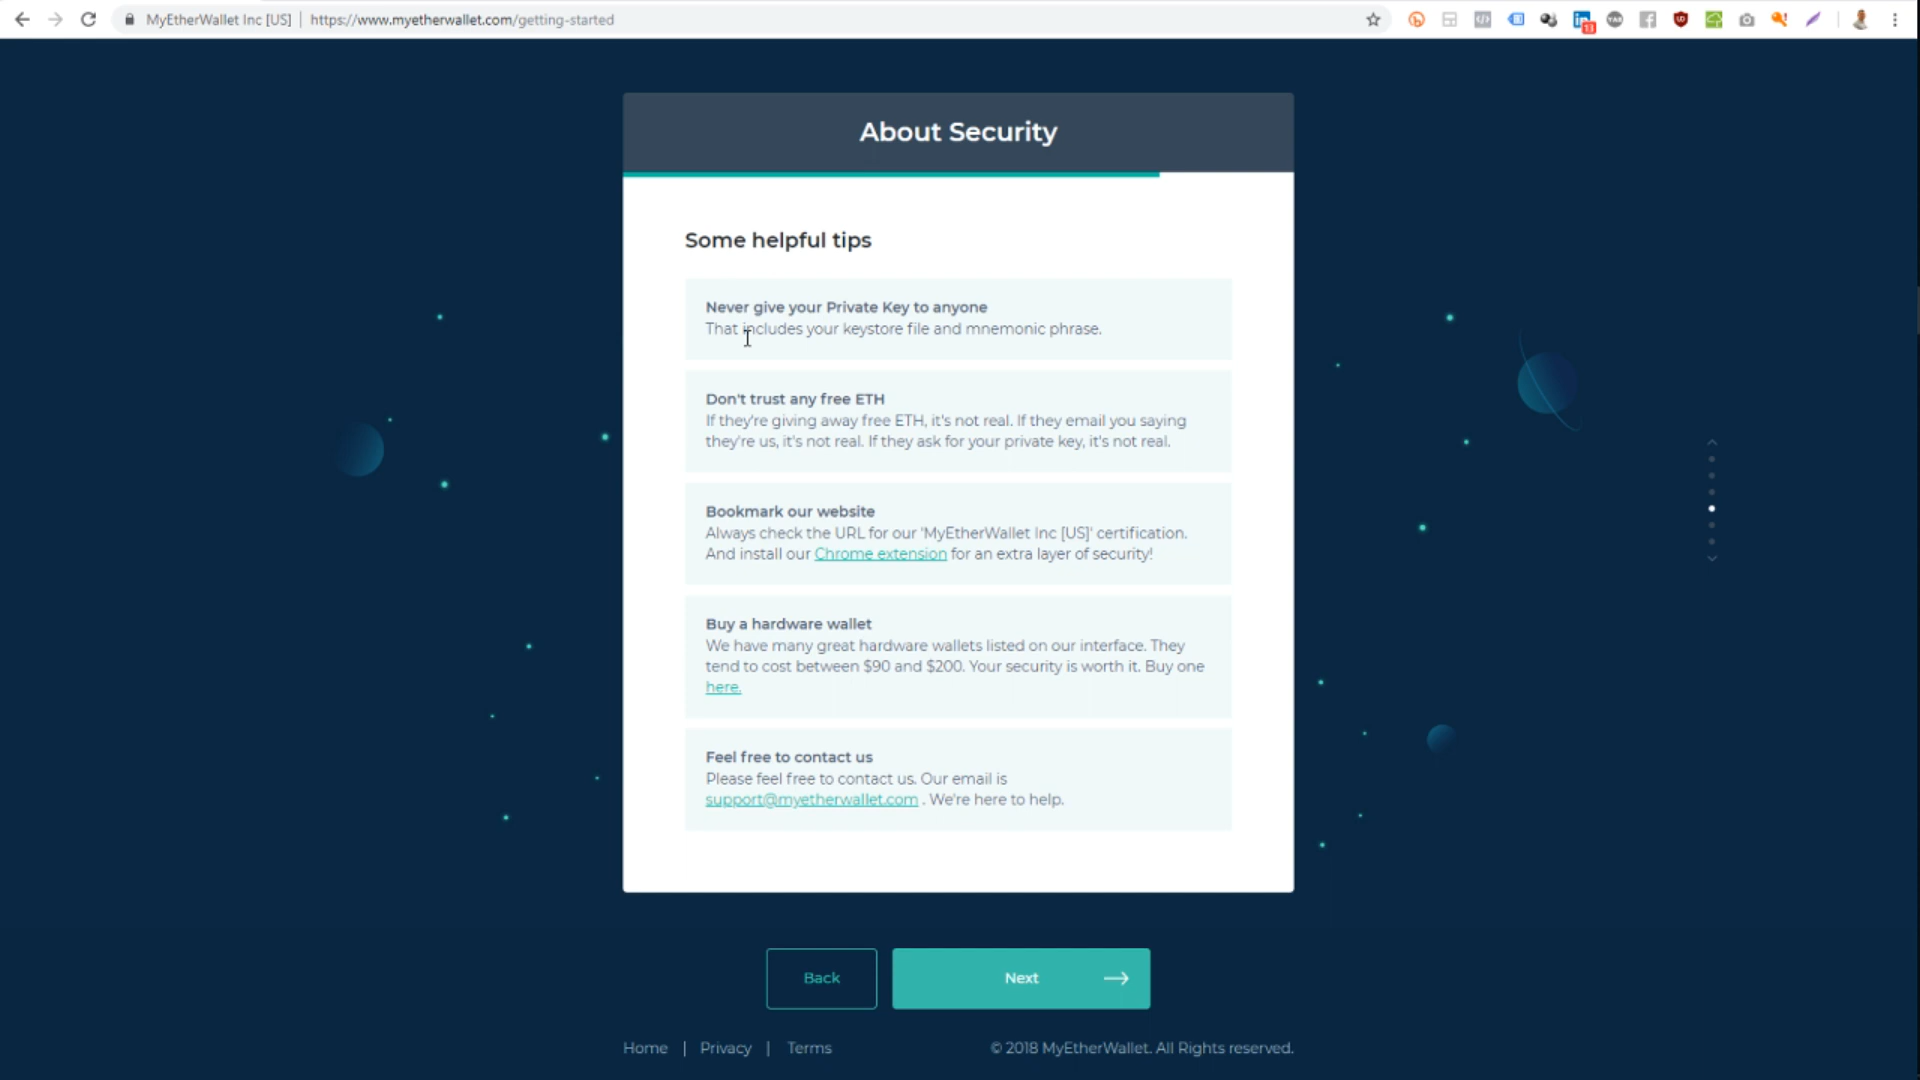 MyEtherWallet Inc [US] | https://www.myetherwallet.com/getting-started
13
About Security
Some helpful tips
Never give your Private Key to anyone
That includes your keystore file and mnemonic phrase.
Don't trust any free ETH
If they're giving away free ETH, it's not real. If they email you saying
they're us, it's not real. If they ask for your private key, it's not real.
Bookmark our website
Always check the URL for our 'MyEtherWallet Inc [US]' certification.
And install our Chrome extension for an extra layer of security!
Buy a hardware wallet
We have many great hardware wallets listed on our interface. They
tend to cost between $90 and $200. Your security is worth it. Buy one
here.
Feel free to contact us
Please feel free to contact us. Our email is
support@myetherwallet.com . We're here to help.
Back
Next
Home | Privacy | Terms
© 2018 MyEtherWallet. All Rights reserved.